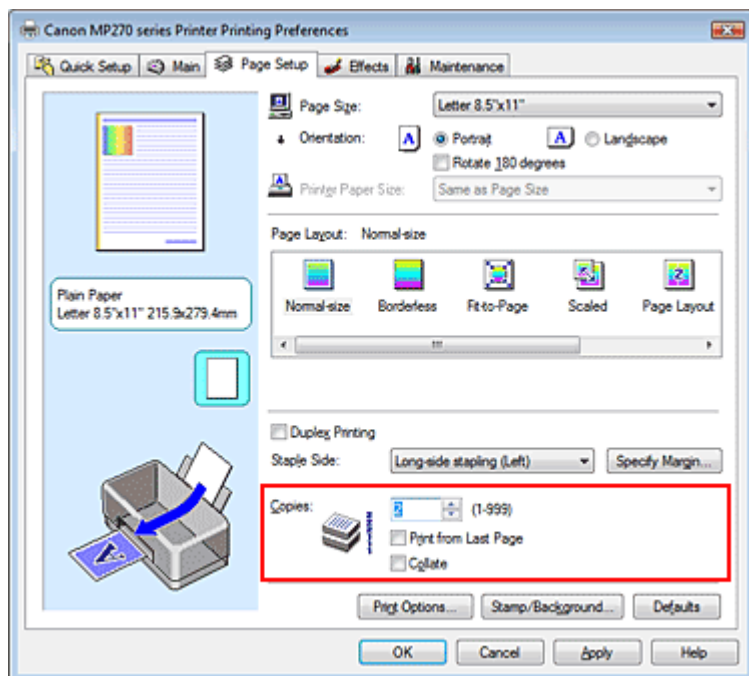 Canon MP270 series Printer Printing Preferences
Quick Setup Main Page Setup Effects Maintenance
Page Size: Letter 8.5"x11"
Orientation: A Portrait A Landscape
Rotate 180 degrees
Printer Paper Size: Same as Page Size
Page Layout: Normal-size
Normal-size Borderless Fit-to-Page Scaled Page Layout
Plain Paper
Letter 8.5"x11" 215.9x279.4mm
Duplex Printing
Staple Side: Long-side stapling (Left) Specify Margin...
Copies: 2 (1-999)
Print from Last Page
Collate
Print Options... Stamp/Background... Defaults
OK Cancel Apply Help